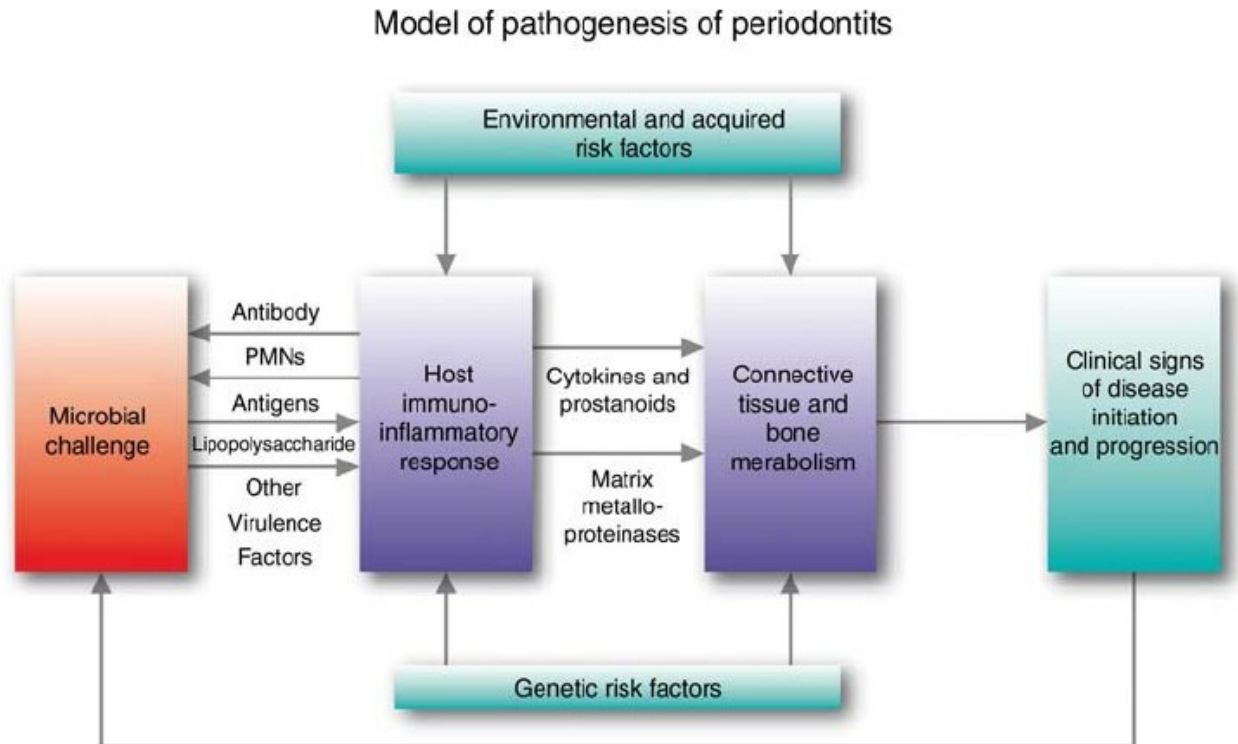 Model of pathogenesis of periodontits
Environmental and acquired
risk factors
Microbial
challenge
Antibody
PMNs
Antigens
Lipopolysaccharide
Other
Virulence
Factors
Host
immuno-
inflammatory
response
Cytokines and
prostanoids
Matrix
metallo-
proteinases
Connective
tissue and
bone
merabolism
Clinical signs
of disease
initiation
and progression
Genetic risk factors